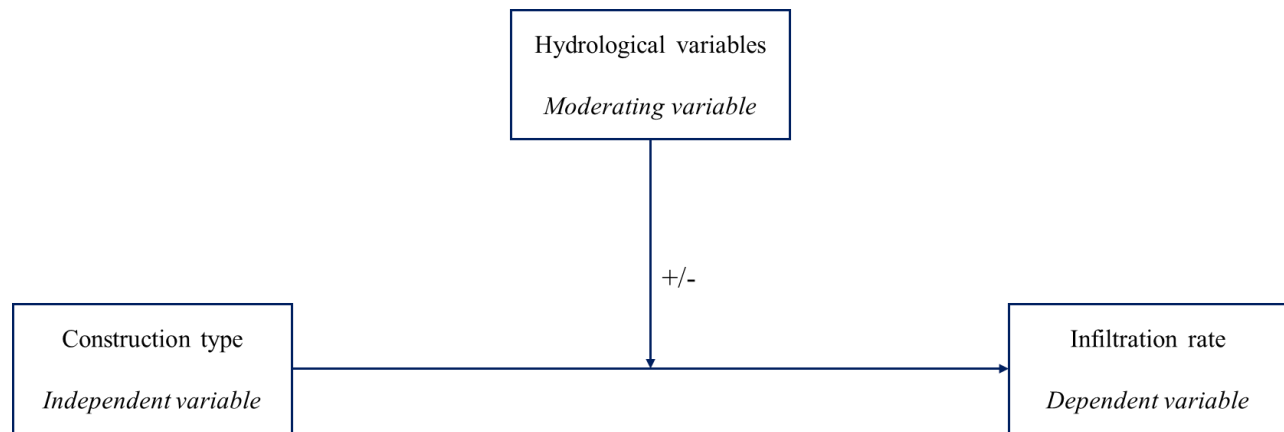 Hydrological variables
Moderating variable
+/-
Construction type
Independent variable
Infiltration rate
Dependent variable